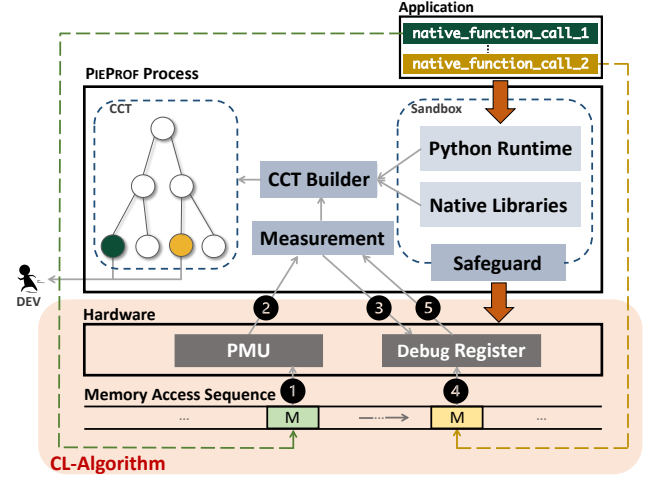 Application
native_function_call_1
⋮
native_function_call_2
PIEPROF Process
CCT
Sandbox
Python Runtime
CCT Builder
Native Libraries
Measurement
Safeguard
DEV
2
3
5
Hardware
PMU
Debug Register
1
4
Memory Access Sequence
... M ... M ...
CL-Algorithm